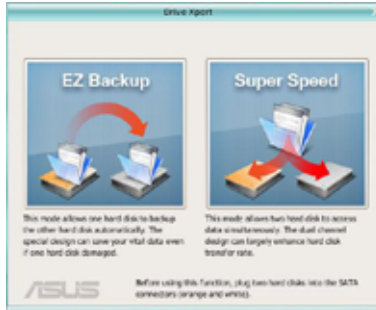 Drive Xpert
EZ Backup
Super Speed
This mode allows one hard disk to backup
the other hard disk automatically. The
special design can save your vital data even
if one hard disk damaged.
This mode allows two hard disk to access
data simultaneously. The dual channel
design can largely enhance hard disk
transfer rate.
ASUS
Before using this function, plug two hard disks into the SATA
connectors (orange and white).